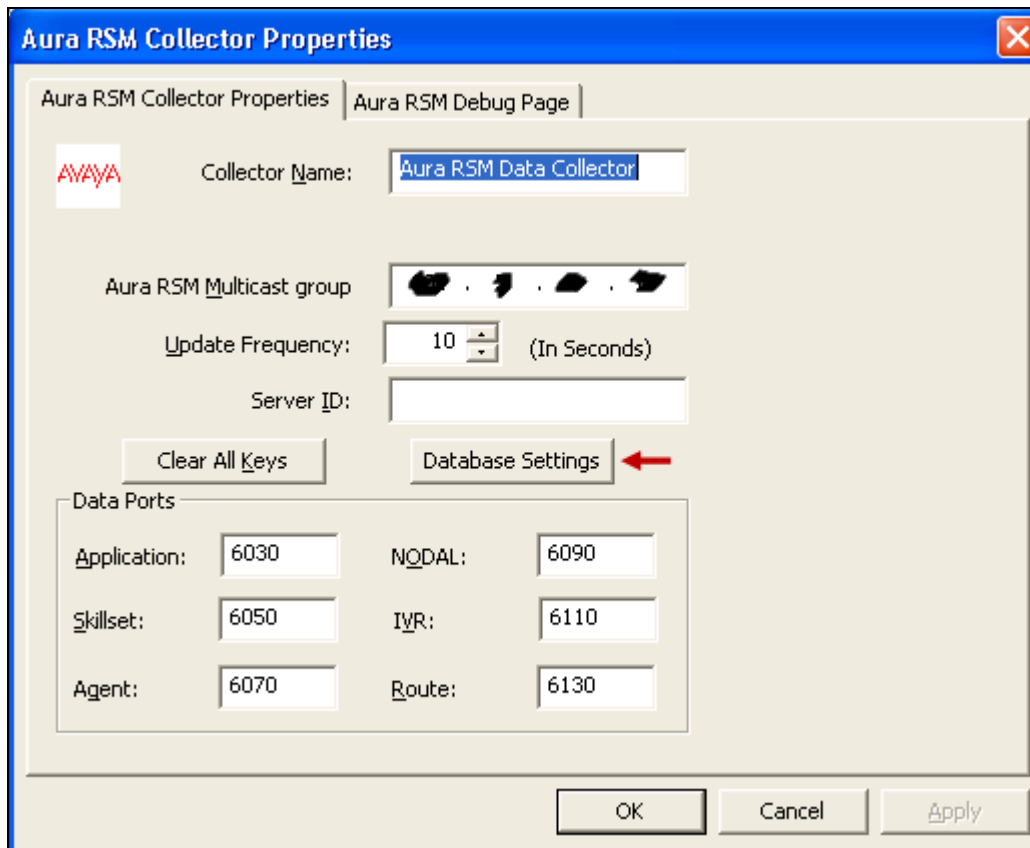 Aura RSM Collector Properties
Aura RSM Collector Properties
Aura RSM Debug Page
AVAYA
Collector Name:
Aura RSM Data Collector
Aura RSM Multicast group
. . .
Update Frequency:
10
(In Seconds)
Server ID:
Clear All Keys
Database Settings
Data Ports
Application:
6030
NODAL:
6090
Skillset:
6050
IVR:
6110
Agent:
6070
Route:
6130
OK
Cancel
Apply